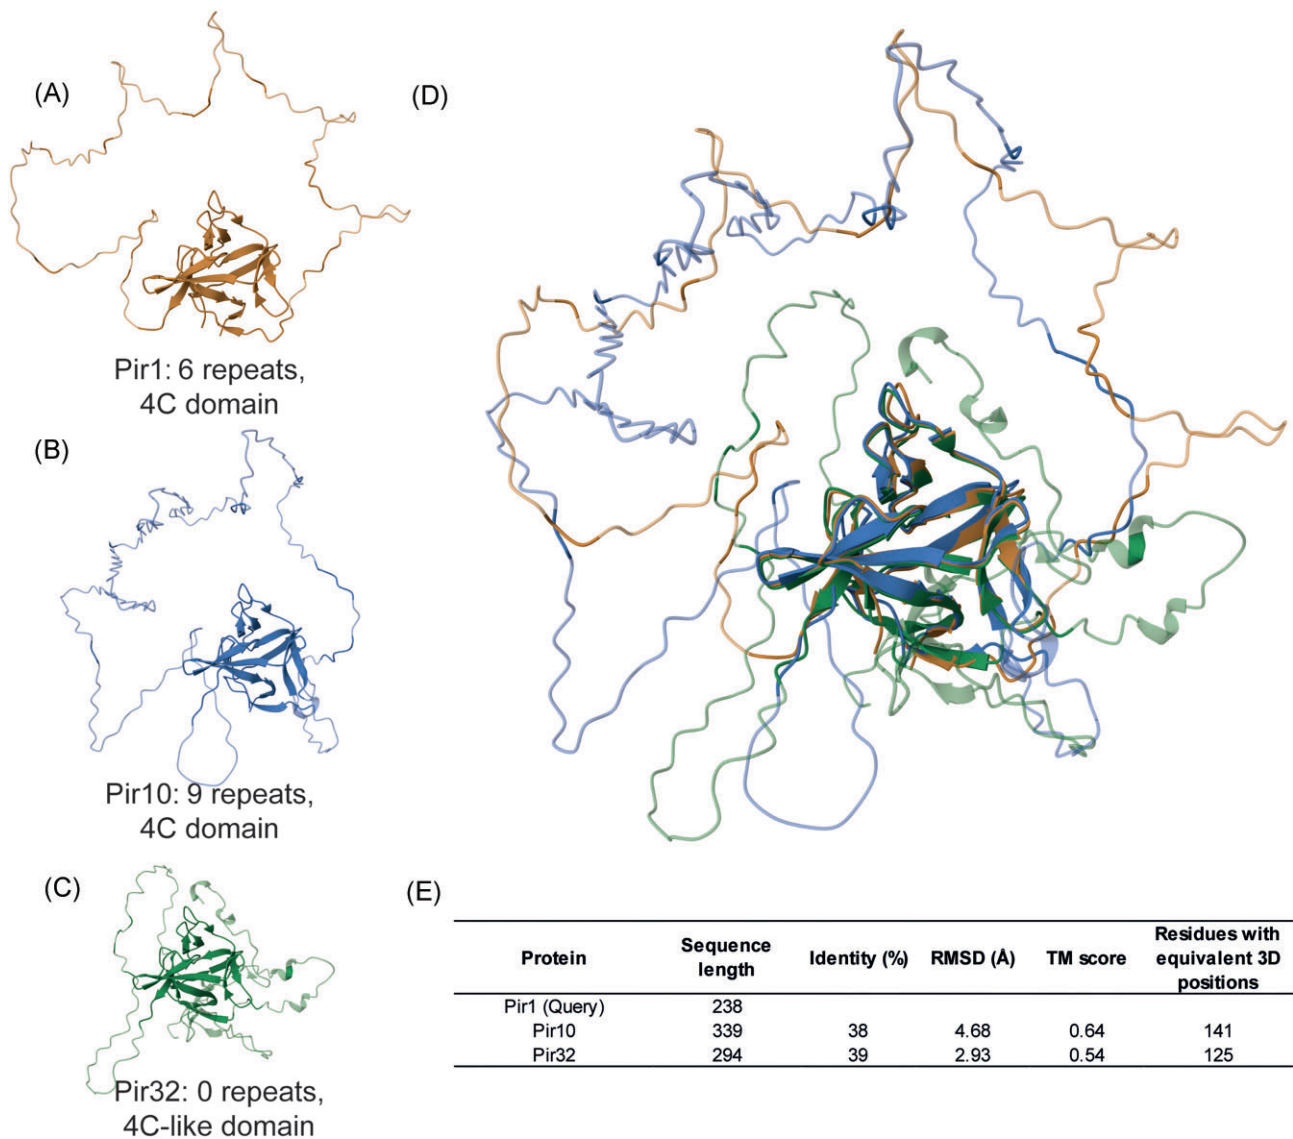 (A)
Pir1: 6 repeats,
4C domain
(B)
Pir10: 9 repeats,
4C domain
(C)
Pir32: 0 repeats,
4C-like domain
(D)
(E)
Protein Sequence length Identity (%) RMSD (Å) TM score Residues with equivalent 3D positions
Pir1 (Query) 238
Pir10 339 38 4.68 0.64 141
Pir32 294 39 2.93 0.54 125